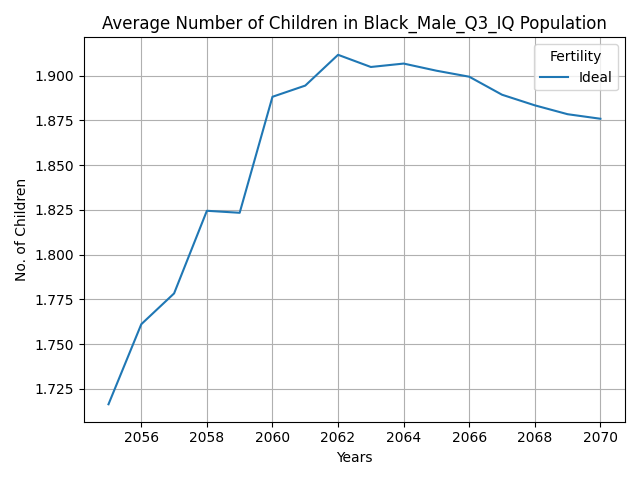 Average Number of Children in Black_Male_Q3_IQ Population
Fertility
Ideal
No. of Children
1.900
1.875
1.850
1.825
1.800
1.775
1.750
1.725
2056 2058 2060 2062 2064 2066 2068 2070
Years